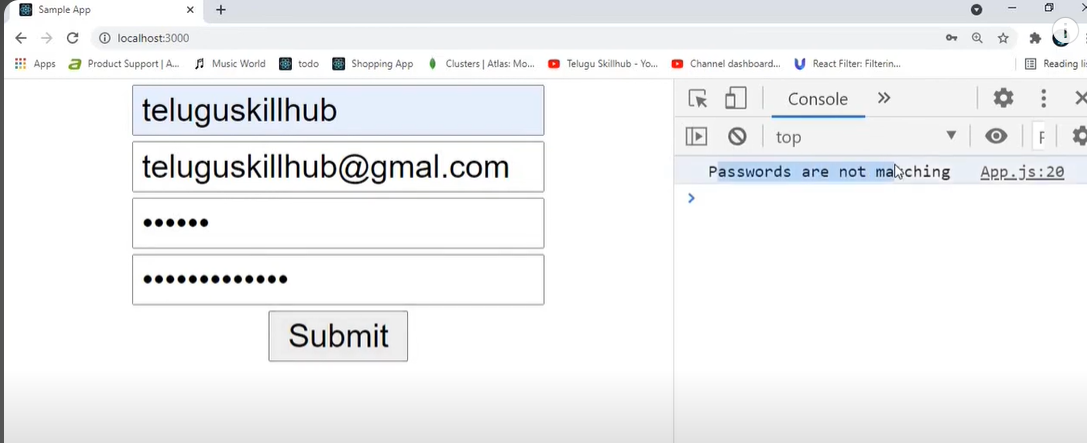 Sample App
localhost:3000
Apps Product Support | A... Music World todo Shopping App Clusters | Atlas: Mo... Telugu Skillhub - Yo... Channel dashboard... React Filter: Filterin... Reading lis
teluguskillhub
teluguskillhub@gmal.com
••••••
•••••••••••••
Submit
Console
top
Passwords are not matching App.js:20